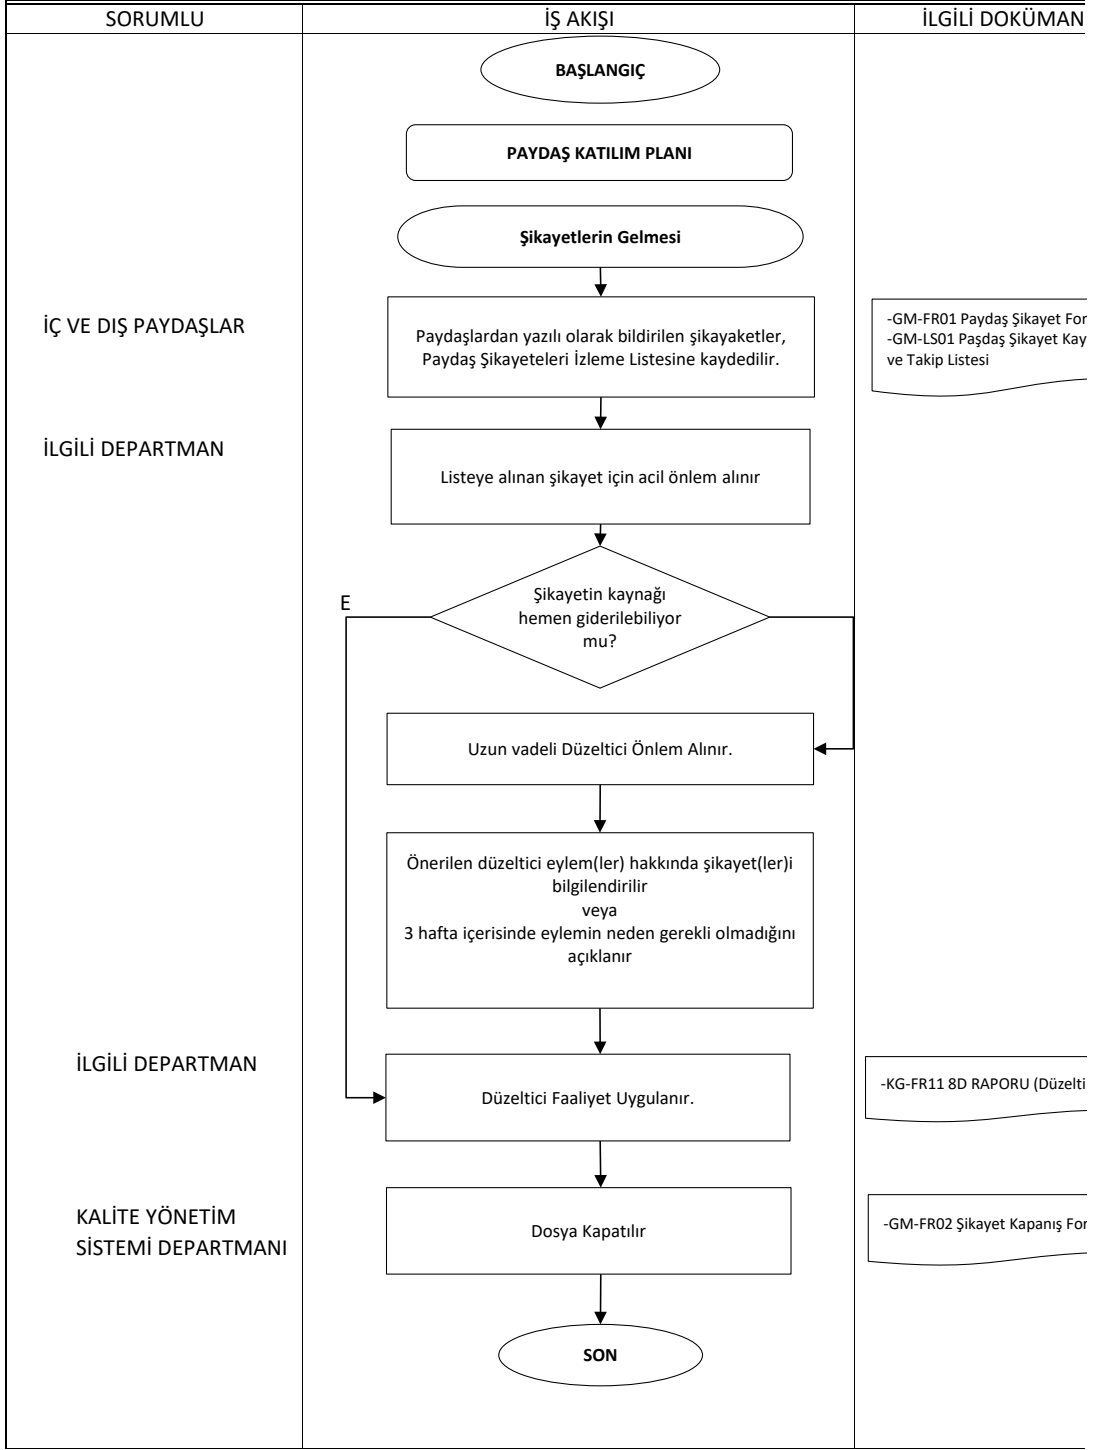 SORUMLU
İŞ AKIŞI
İLGİLİ DOKÜMAN
BAŞLANGIÇ
PAYDAŞ KATILIM PLANI
Şikayetlerin Gelmesi
İÇ VE DIŞ PAYDAŞLAR
Paydaşlardan yazılı olarak bildirilen şikayaketler,
Paydaş Şikayeteleri İzleme Listesine kaydedilir.
-GM-FR01 Paydaş Şikayet For
-GM-LS01 Paşdaş Şikayet Kay
ve Takip Listesi
İLGİLİ DEPARTMAN
Listeye alınan şikayet için acil önlem alınır
Şikayetin kaynağı
hemen giderilebiliyor
mu?
E
Uzun vadeli Düzeltici Önlem Alınır.
Önerilen düzeltici eylem(ler) hakkında şikayet(ler)i
bilgilendirilir
veya
3 hafta içerisinde eylemin neden gerekli olmadığını
açıklanır
İLGİLİ DEPARTMAN
Düzeltici Faaliyet Uygulanır.
-KG-FR11 8D RAPORU (Düzelti
KALİTE YÖNETİM
SİSTEMİ DEPARTMANI
Dosya Kapatılır
-GM-FR02 Şikayet Kapanış For
SON